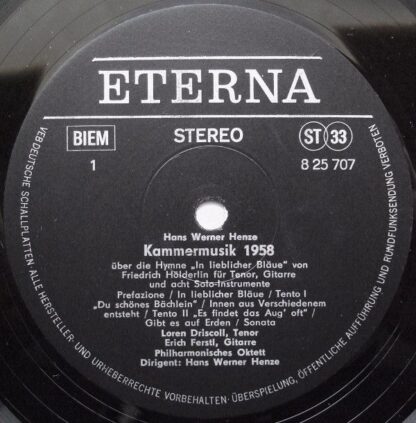 ETERNA
BIEM
STEREO
ST 33
1
8 25 707
Hans Werner Henze
Kammermusik 1958
über die Hymne „In lieblicher Bläue" von
Friedrich Hölderlin für Tenor, Gitarre
und acht Solo-Instrumente
Prefazione / In lieblicher Bläue / Tento I
„Du schönes Bächlein" / Innen aus Verschiedenem
entsteht / Tento II „Es findet das Aug' oft" /
Gibt es auf Erden / Sonata
Loren Driscoll, Tenor
Erich Ferstl, Gitarre
Philharmonisches Oktett
Dirigent: Hans Werner Henze
VEB DEUTSCHE SCHALLPLATTEN ALLE HERSTELLER- UND URHEBERRECHTE VORBEHALTEN · ÜBERSPIELUNG, ÖFFENTLICHE AUFFÜHRUNG UND RUNDFUNKSENDUNG VERBOTEN